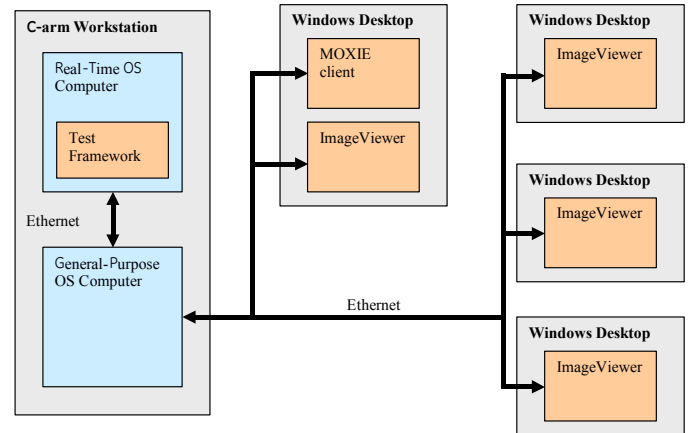 C-arm Workstation
Real-Time OS
Computer
Test
Framework
Ethernet
General-Purpose
OS Computer
Windows Desktop
MOXIE
client
ImageViewer
Ethernet
Windows Desktop
ImageViewer
Windows Desktop
ImageViewer
Windows Desktop
ImageViewer